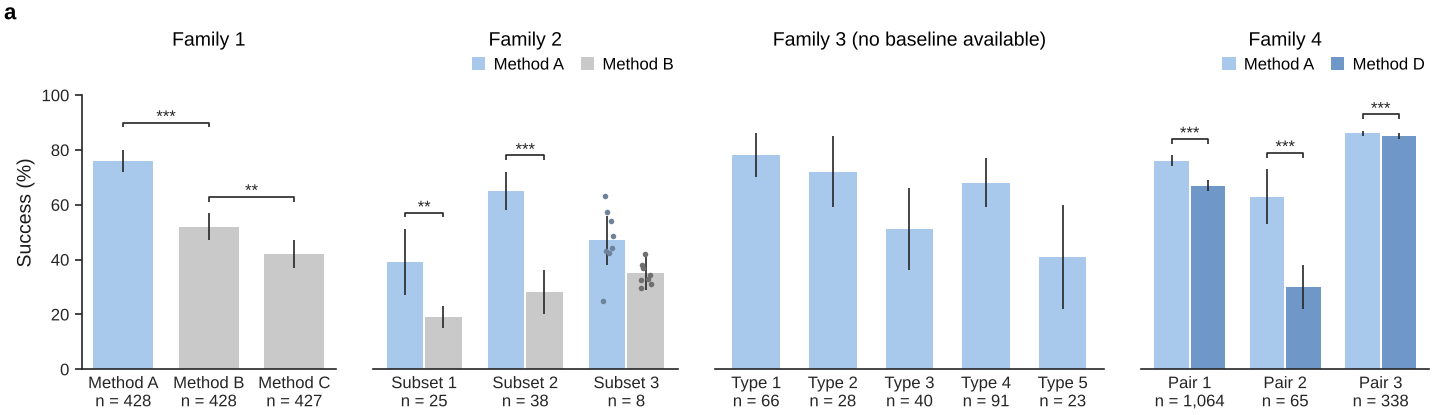 a
Family 1
Family 2
Family 3 (no baseline available)
Family 4
Method A
Method B
Method A
Method D
Success (%)
100
80
60
40
20
0
***
**
**
***
***
***
***
Method A
n = 428
Method B
n = 428
Method C
n = 427
Subset 1
n = 25
Subset 2
n = 38
Subset 3
n = 8
Type 1
n = 66
Type 2
n = 28
Type 3
n = 40
Type 4
n = 91
Type 5
n = 23
Pair 1
n = 1,064
Pair 2
n = 65
Pair 3
n = 338